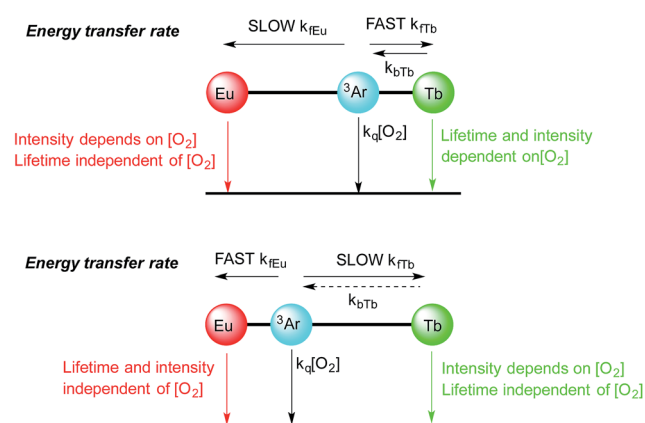 Energy transfer rate
SLOW kfEu
FAST kfTb
kbTb
Eu
3Ar
Tb
kq[O2]
Intensity depends on [O2]
Lifetime independent of [O2]
Lifetime and intensity
dependent on[O2]
Energy transfer rate
FAST kfEu
SLOW kfTb
kbTb
Eu
3Ar
Tb
kq[O2]
Lifetime and intensity
independent of [O2]
Intensity depends on [O2]
Lifetime independent of [O2]